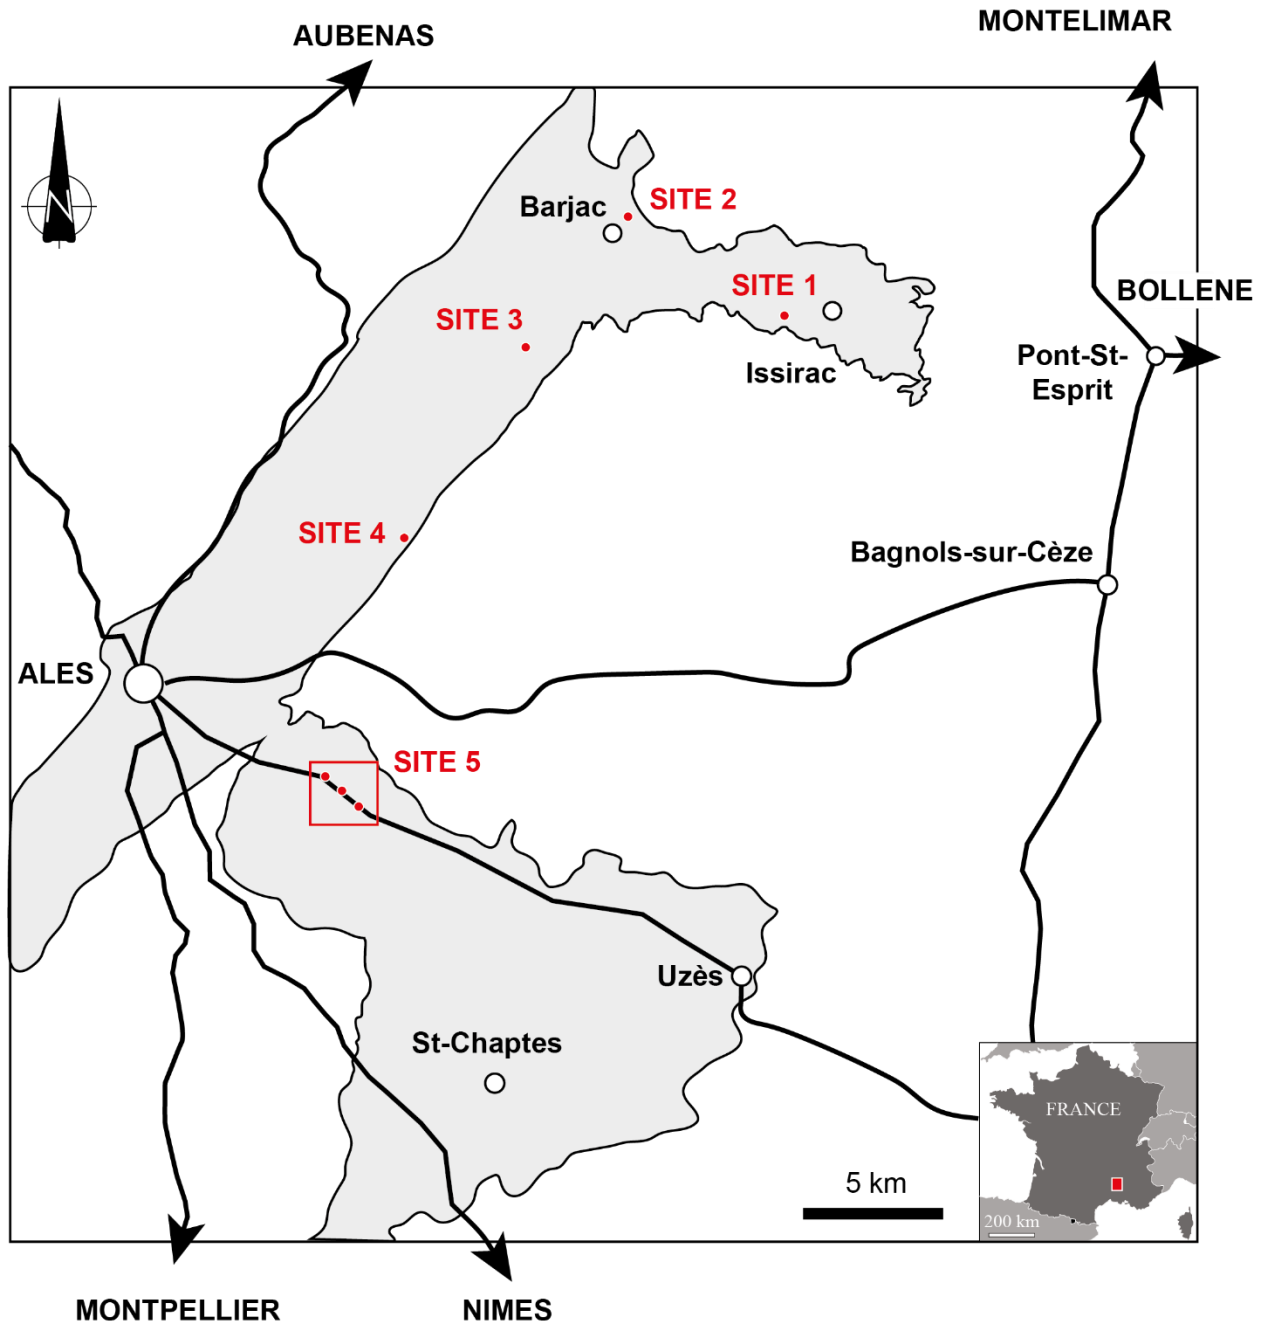 MONTELIMAR
AUBENAS
N
SITE 2
Barjac
SITE 1
BOLLENE
SITE 3
Pont-St-
Esprit
Issirac
SITE 4
Bagnols-sur-Cèze
ALES
SITE 5
Uzès
St-Chaptes
FRANCE
5 km
200 km
MONTPELLIER
NIMES